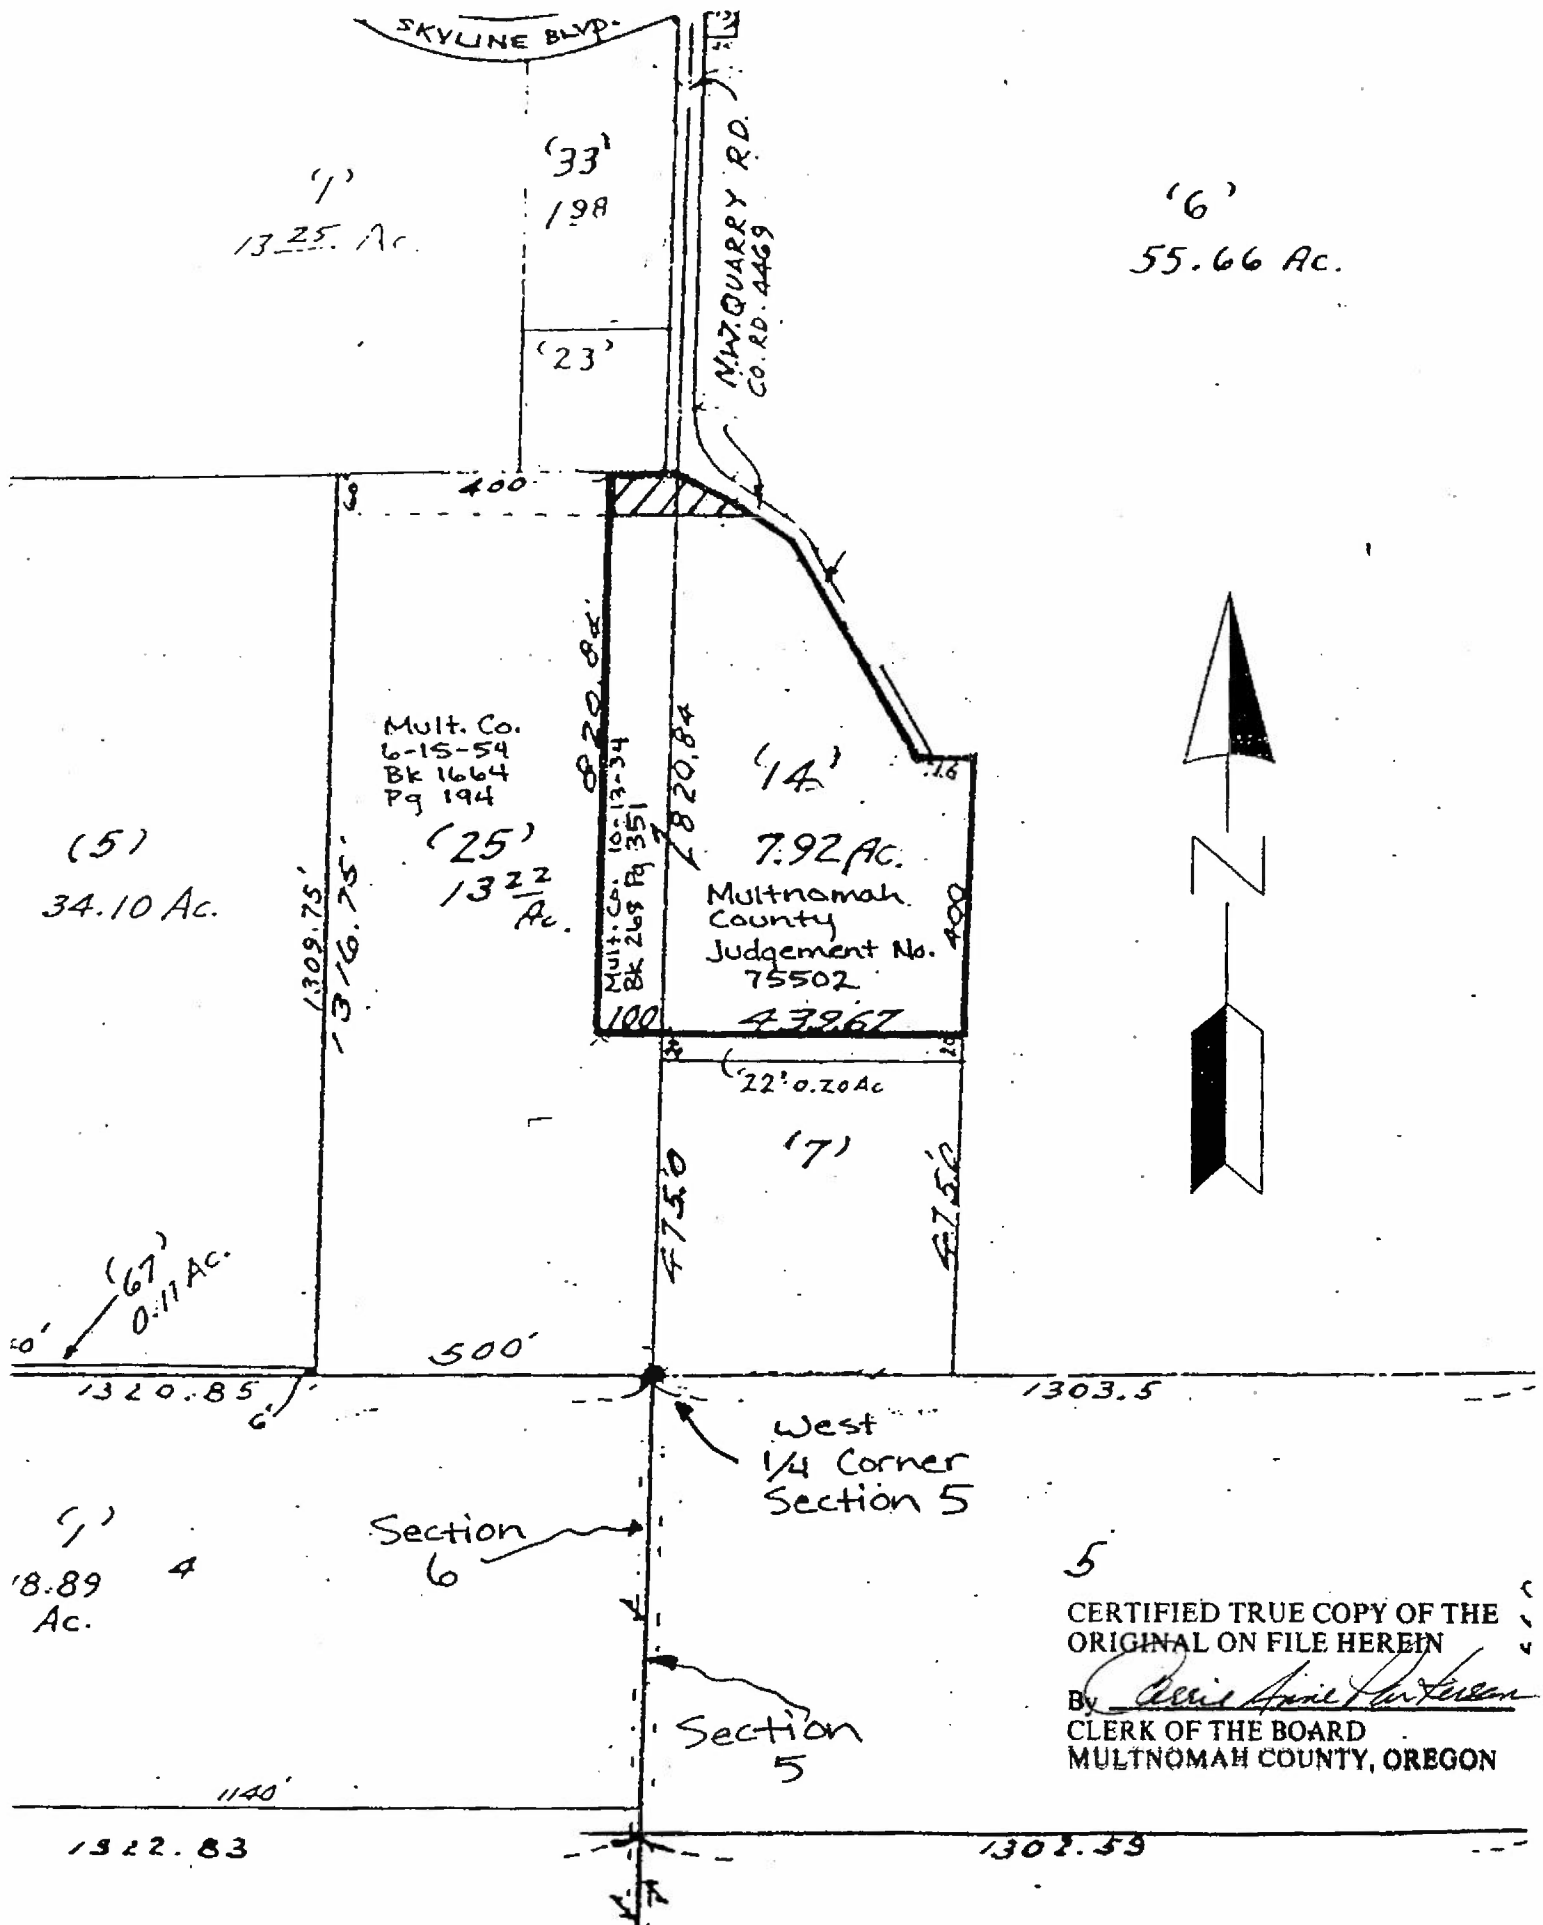 SKYLINE BLVD.
N.W. QUARRY RD.
CO. RD. 4469
'1'
13 25 Ac.
'33'
1.98
'23'
'6'
55.66 Ac.
400
820.84'
Mult. Co.
6-15-54
Bk 1664
Pg 194
(25)
13 22
Ac.
Mult. Co. 10-13-34
Bk 268 Pg 351
820.84
'14'
7.92 Ac.
Multnomah
County
Judgement No.
75502
.76
400
100
439.67
20
(5)
34.10 Ac.
1309.75'
1316.75'
N
'22' 0.20 Ac
'7'
475.0
475.0
(67)
0.11 Ac.
500'
1320.85
6'
1303.5
West
1/4 Corner
Section 5
Section
6
'1'
18.89
Ac.
4
Section
5
5
CERTIFIED TRUE COPY OF THE
ORIGINAL ON FILE HEREIN
By
CLERK OF THE BOARD
MULTNOMAH COUNTY, OREGON
1140'
1322.83
1302.59